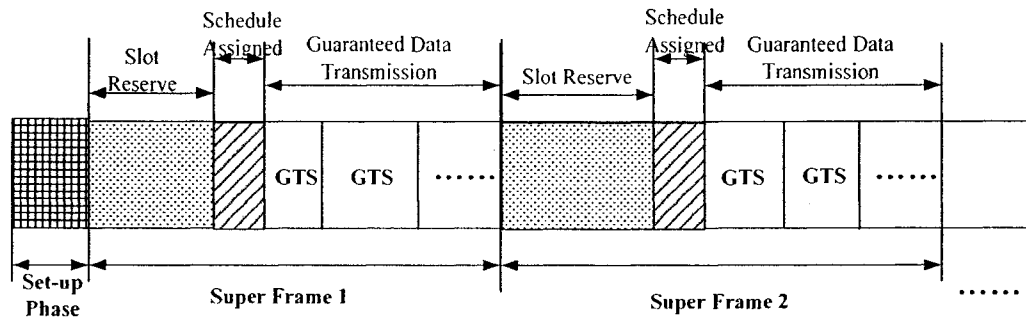 Schedule
Assigned
Slot
Reserve
Guaranteed Data
Transmission
Slot Reserve
Schedule
Assigned
Guaranteed Data
Transmission
GTS
GTS
······
GTS
GTS
······
Set-up
Phase
Super Frame 1
Super Frame 2
······